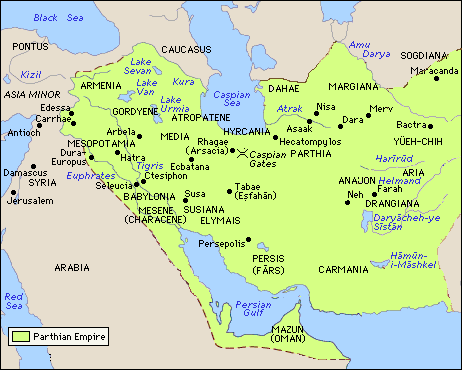 Black Sea
PONTUS
CAUCASUS
Amu
Darya
SOGDIANA
Maracanda
Kizil
Lake
Sevan
Kura
Caspian
Sea
DAHAE
MARGIANA
ASIA MINOR
ARMENIA
Lake
Van
Lake
Urmia
Atrak
Nisa
Merv
Edessa
Carrhae
GORDYENE
ATROPATENE
HYRCANIA
Asaak
Dara
Bactra
Antioch
Arbela
MEDIA
Hecatompylos
YÜEH-CHIH
MESOPOTAMIA
Rhagae
(Arsacia)
PARTHIA
Dura-
Europus
Hatra
Caspian
Gates
Harīrūd
Damascus
SYRIA
Tigris
Ecbatana
ARIA
Euphrates
Ctesiphon
Seleucia
Tabae
(Eşfahān)
ANAUON
Helmand
Farah
Jerusalem
BABYLONIA
Susa
Neh
DRANGIANA
MESENE
(CHARACENE)
SUSIANA
ELYMAIS
Daryācheh-ye
Sīstān
Persepolis
Hāmūn-
i-Māshkel
ARABIA
PERSIS
(FĀRS)
CARMANIA
Red
Sea
Persian
Gulf
MAZUN
(OMAN)
Parthian Empire